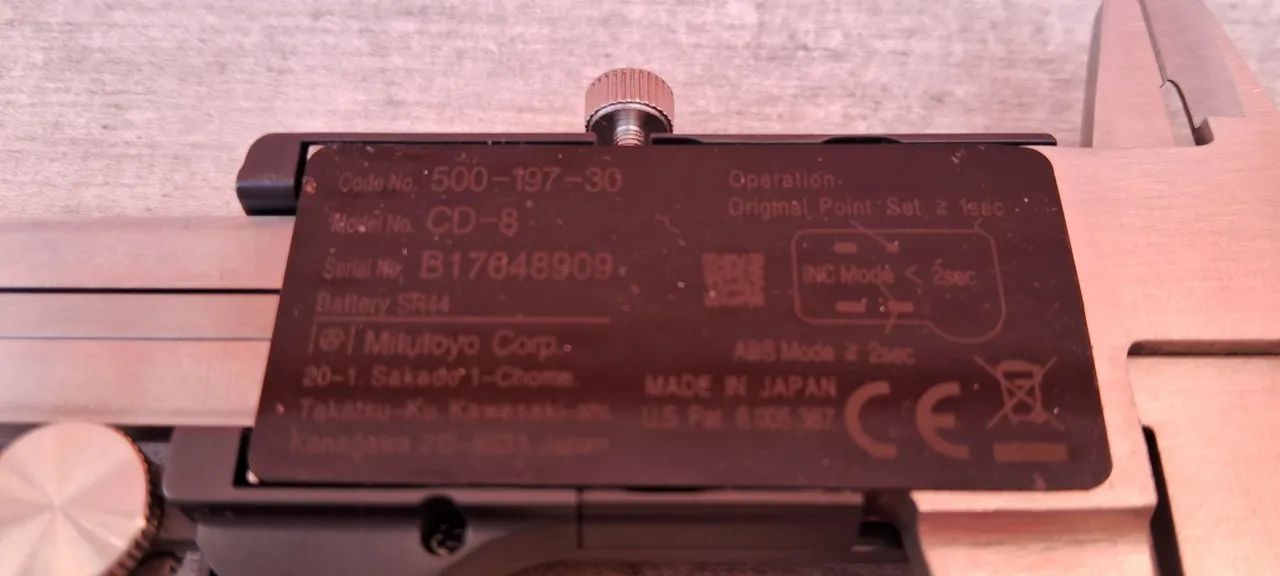 Code No. 500-197-30
Model No. CD-8
Serial No. B17648909
Battery SR44
Mitutoyo Corp.
20-1, Sakado 1-Chome,
Takatsu-Ku, Kawasaki-shi,
Kanagawa Japan
Operation
Original Point Set ≥ 1sec
INC Mode < 2sec
ABS Mode ≥ 2sec
MADE IN JAPAN
U.S. Pat.
CE